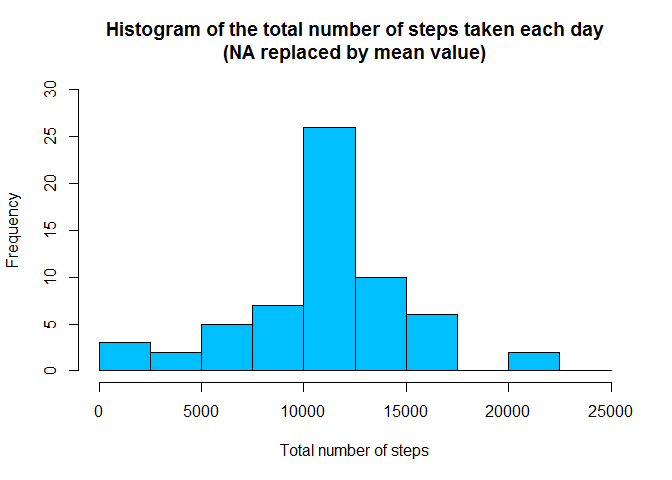 Histogram of the total number of steps taken each day
(NA replaced by mean value)
30
25
20
15
10
5
0
Frequency
0 5000 10000 15000 20000 25000
Total number of steps